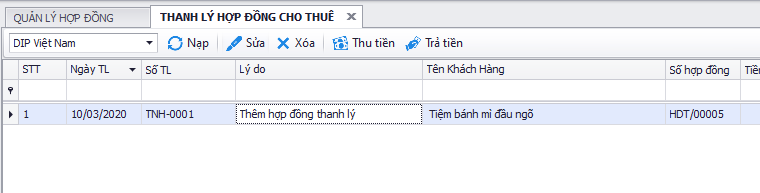 QUẢN LÝ HỢP ĐỒNG THANH LÝ HỢP ĐỒNG CHO THUÊ
DIP Việt Nam Nạp Sửa Xóa Thu tiền Trả tiền
STT Ngày TL Số TL Lý do Tên Khách Hàng Số hợp đồng Tiền
1 10/03/2020 TNH-0001 Thêm hợp đồng thanh lý Tiệm bánh mì đầu ngõ HDT/00005